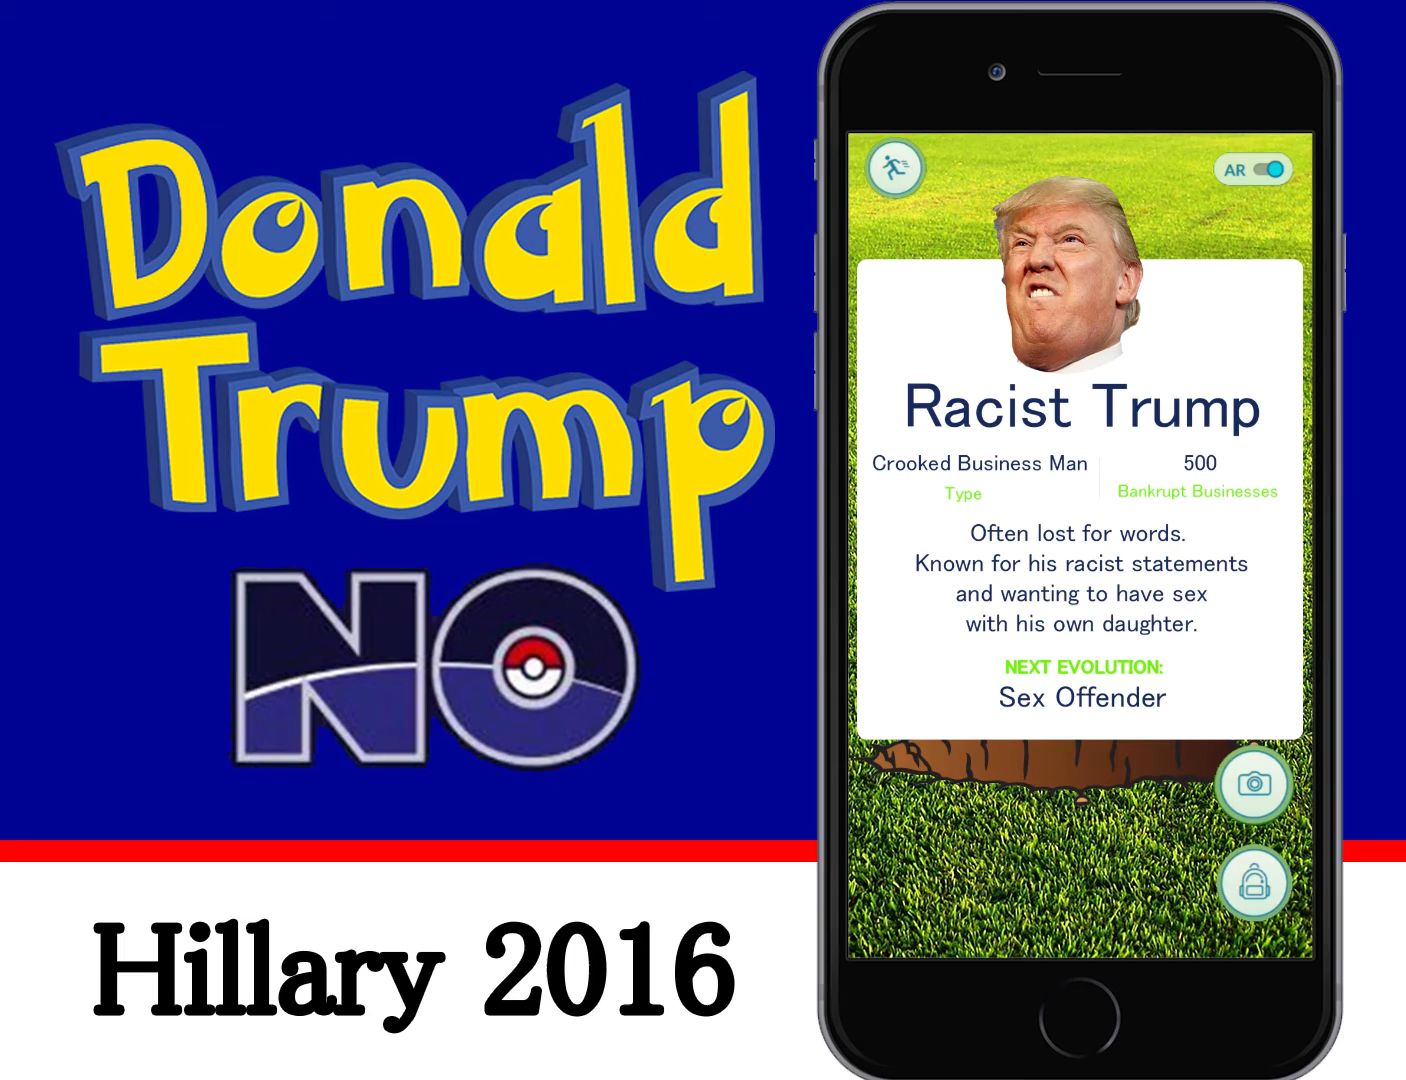 Donald
Trump
NO
Hillary 2016
AR
Racist Trump
Crooked Business Man
Type
500
Bankrupt Businesses
Often lost for words.
Known for his racist statements
and wanting to have sex
with his own daughter.
NEXT EVOLUTION:
Sex Offender